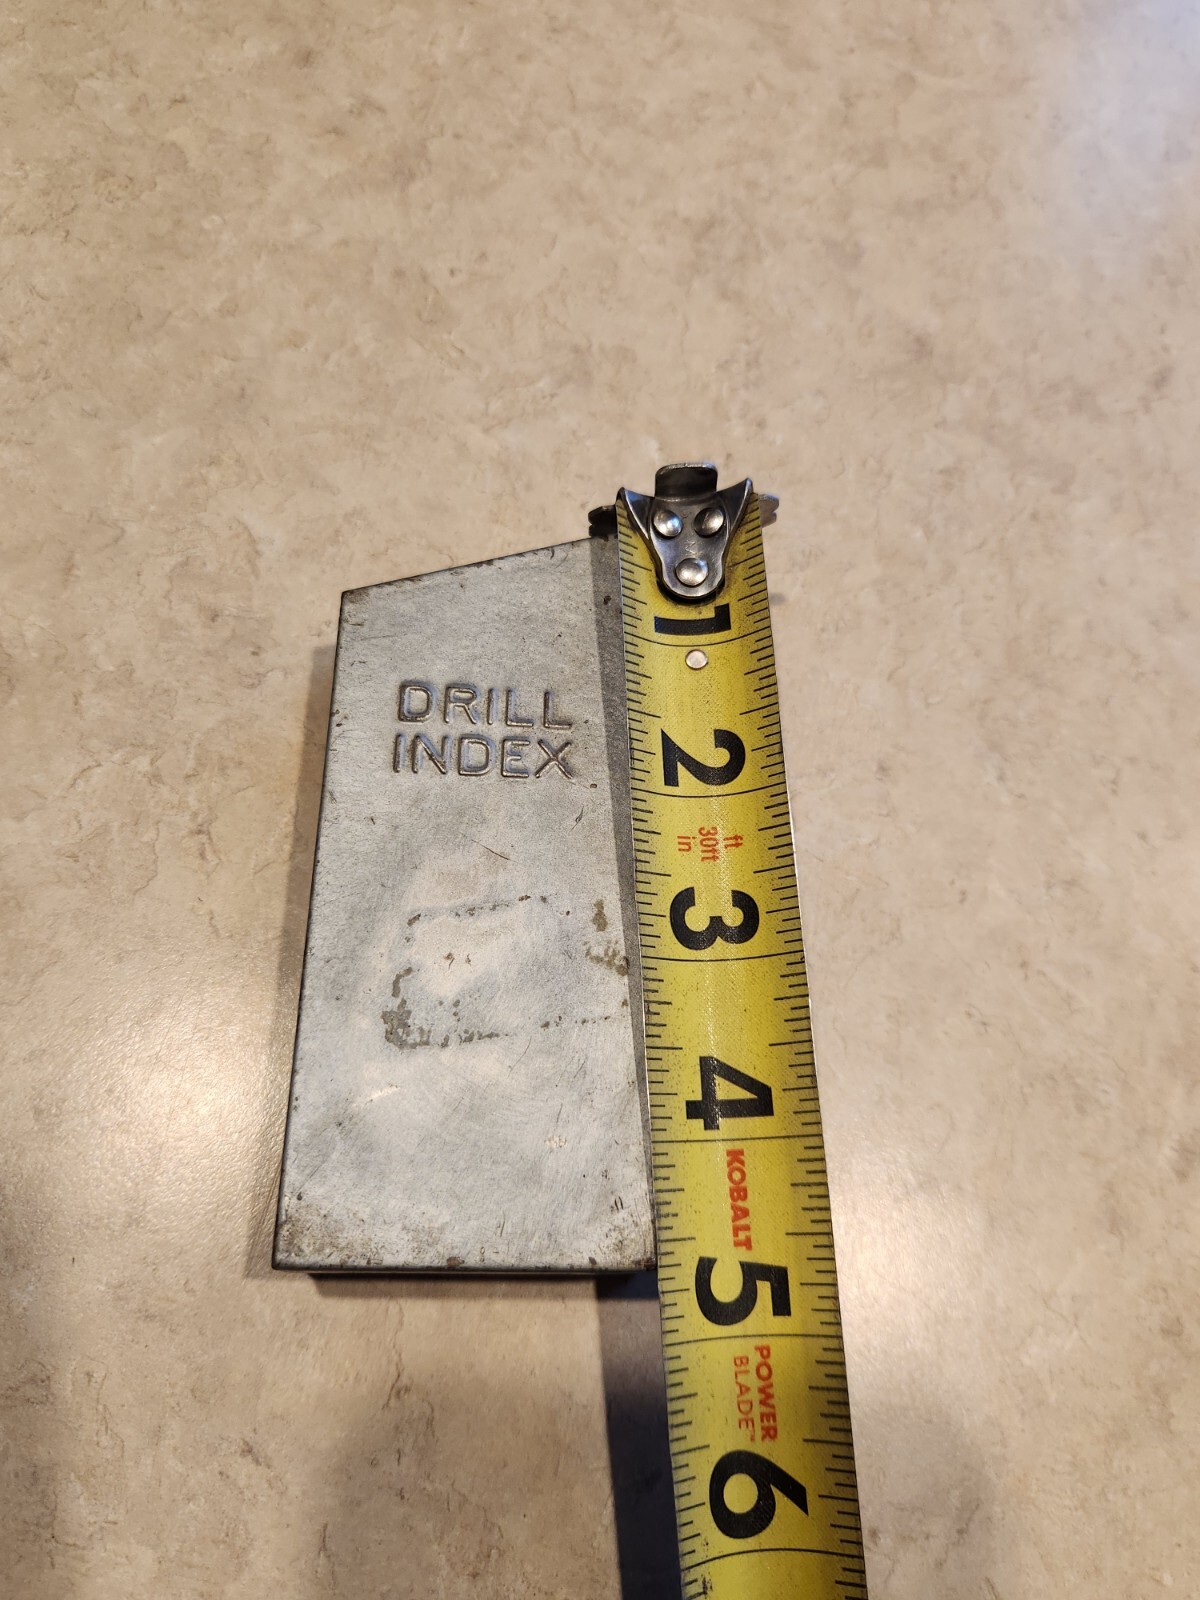 DRILL
INDEX
1
2
ft
30ft
in
3
4
KOBALT
5
POWER
BLADE™
6